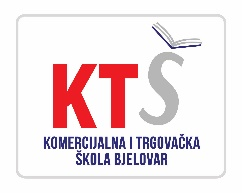 KTŠ
KOMERCIJALNA I TRGOVAČKA
ŠKOLA BJELOVAR